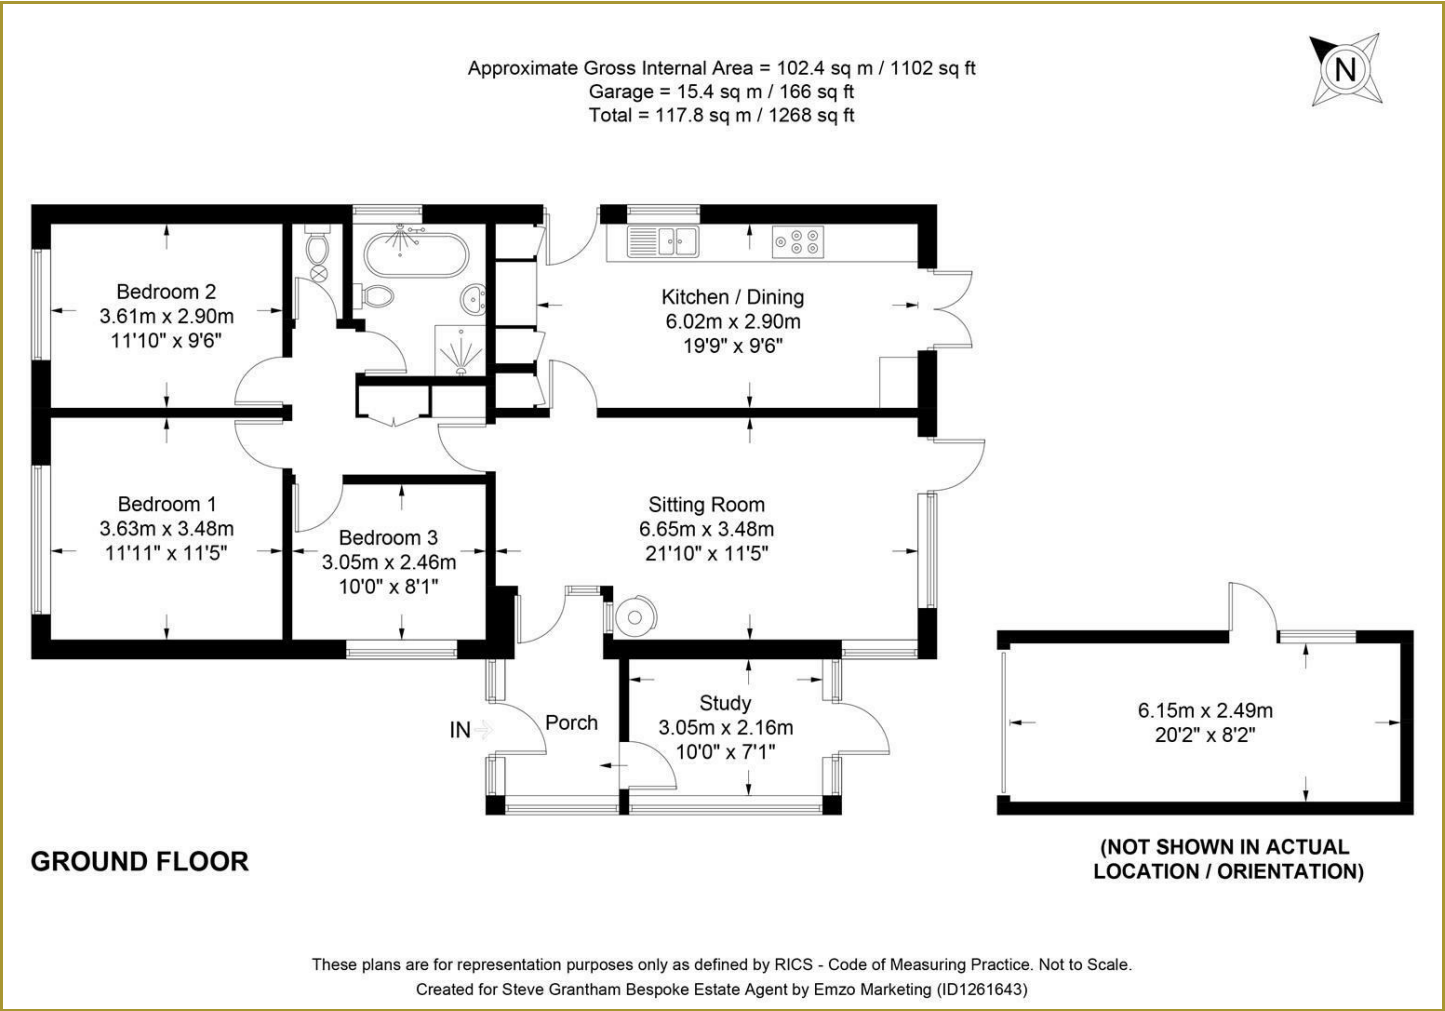 Approximate Gross Internal Area = 102.4 sq m / 1102 sq ft
Garage = 15.4 sq m / 166 sq ft
Total = 117.8 sq m / 1268 sq ft
N
Bedroom 2
3.61m x 2.90m
11'10" x 9'6"
Kitchen / Dining
6.02m x 2.90m
19'9" x 9'6"
Bedroom 1
3.63m x 3.48m
11'11" x 11'5"
Bedroom 3
3.05m x 2.46m
10'0" x 8'1"
Sitting Room
6.65m x 3.48m
21'10" x 11'5"
IN
Porch
Study
3.05m x 2.16m
10'0" x 7'1"
6.15m x 2.49m
20'2" x 8'2"
GROUND FLOOR
(NOT SHOWN IN ACTUAL
LOCATION / ORIENTATION)
These plans are for representation purposes only as defined by RICS - Code of Measuring Practice. Not to Scale.
Created for Steve Grantham Bespoke Estate Agent by Emzo Marketing (ID1261643)